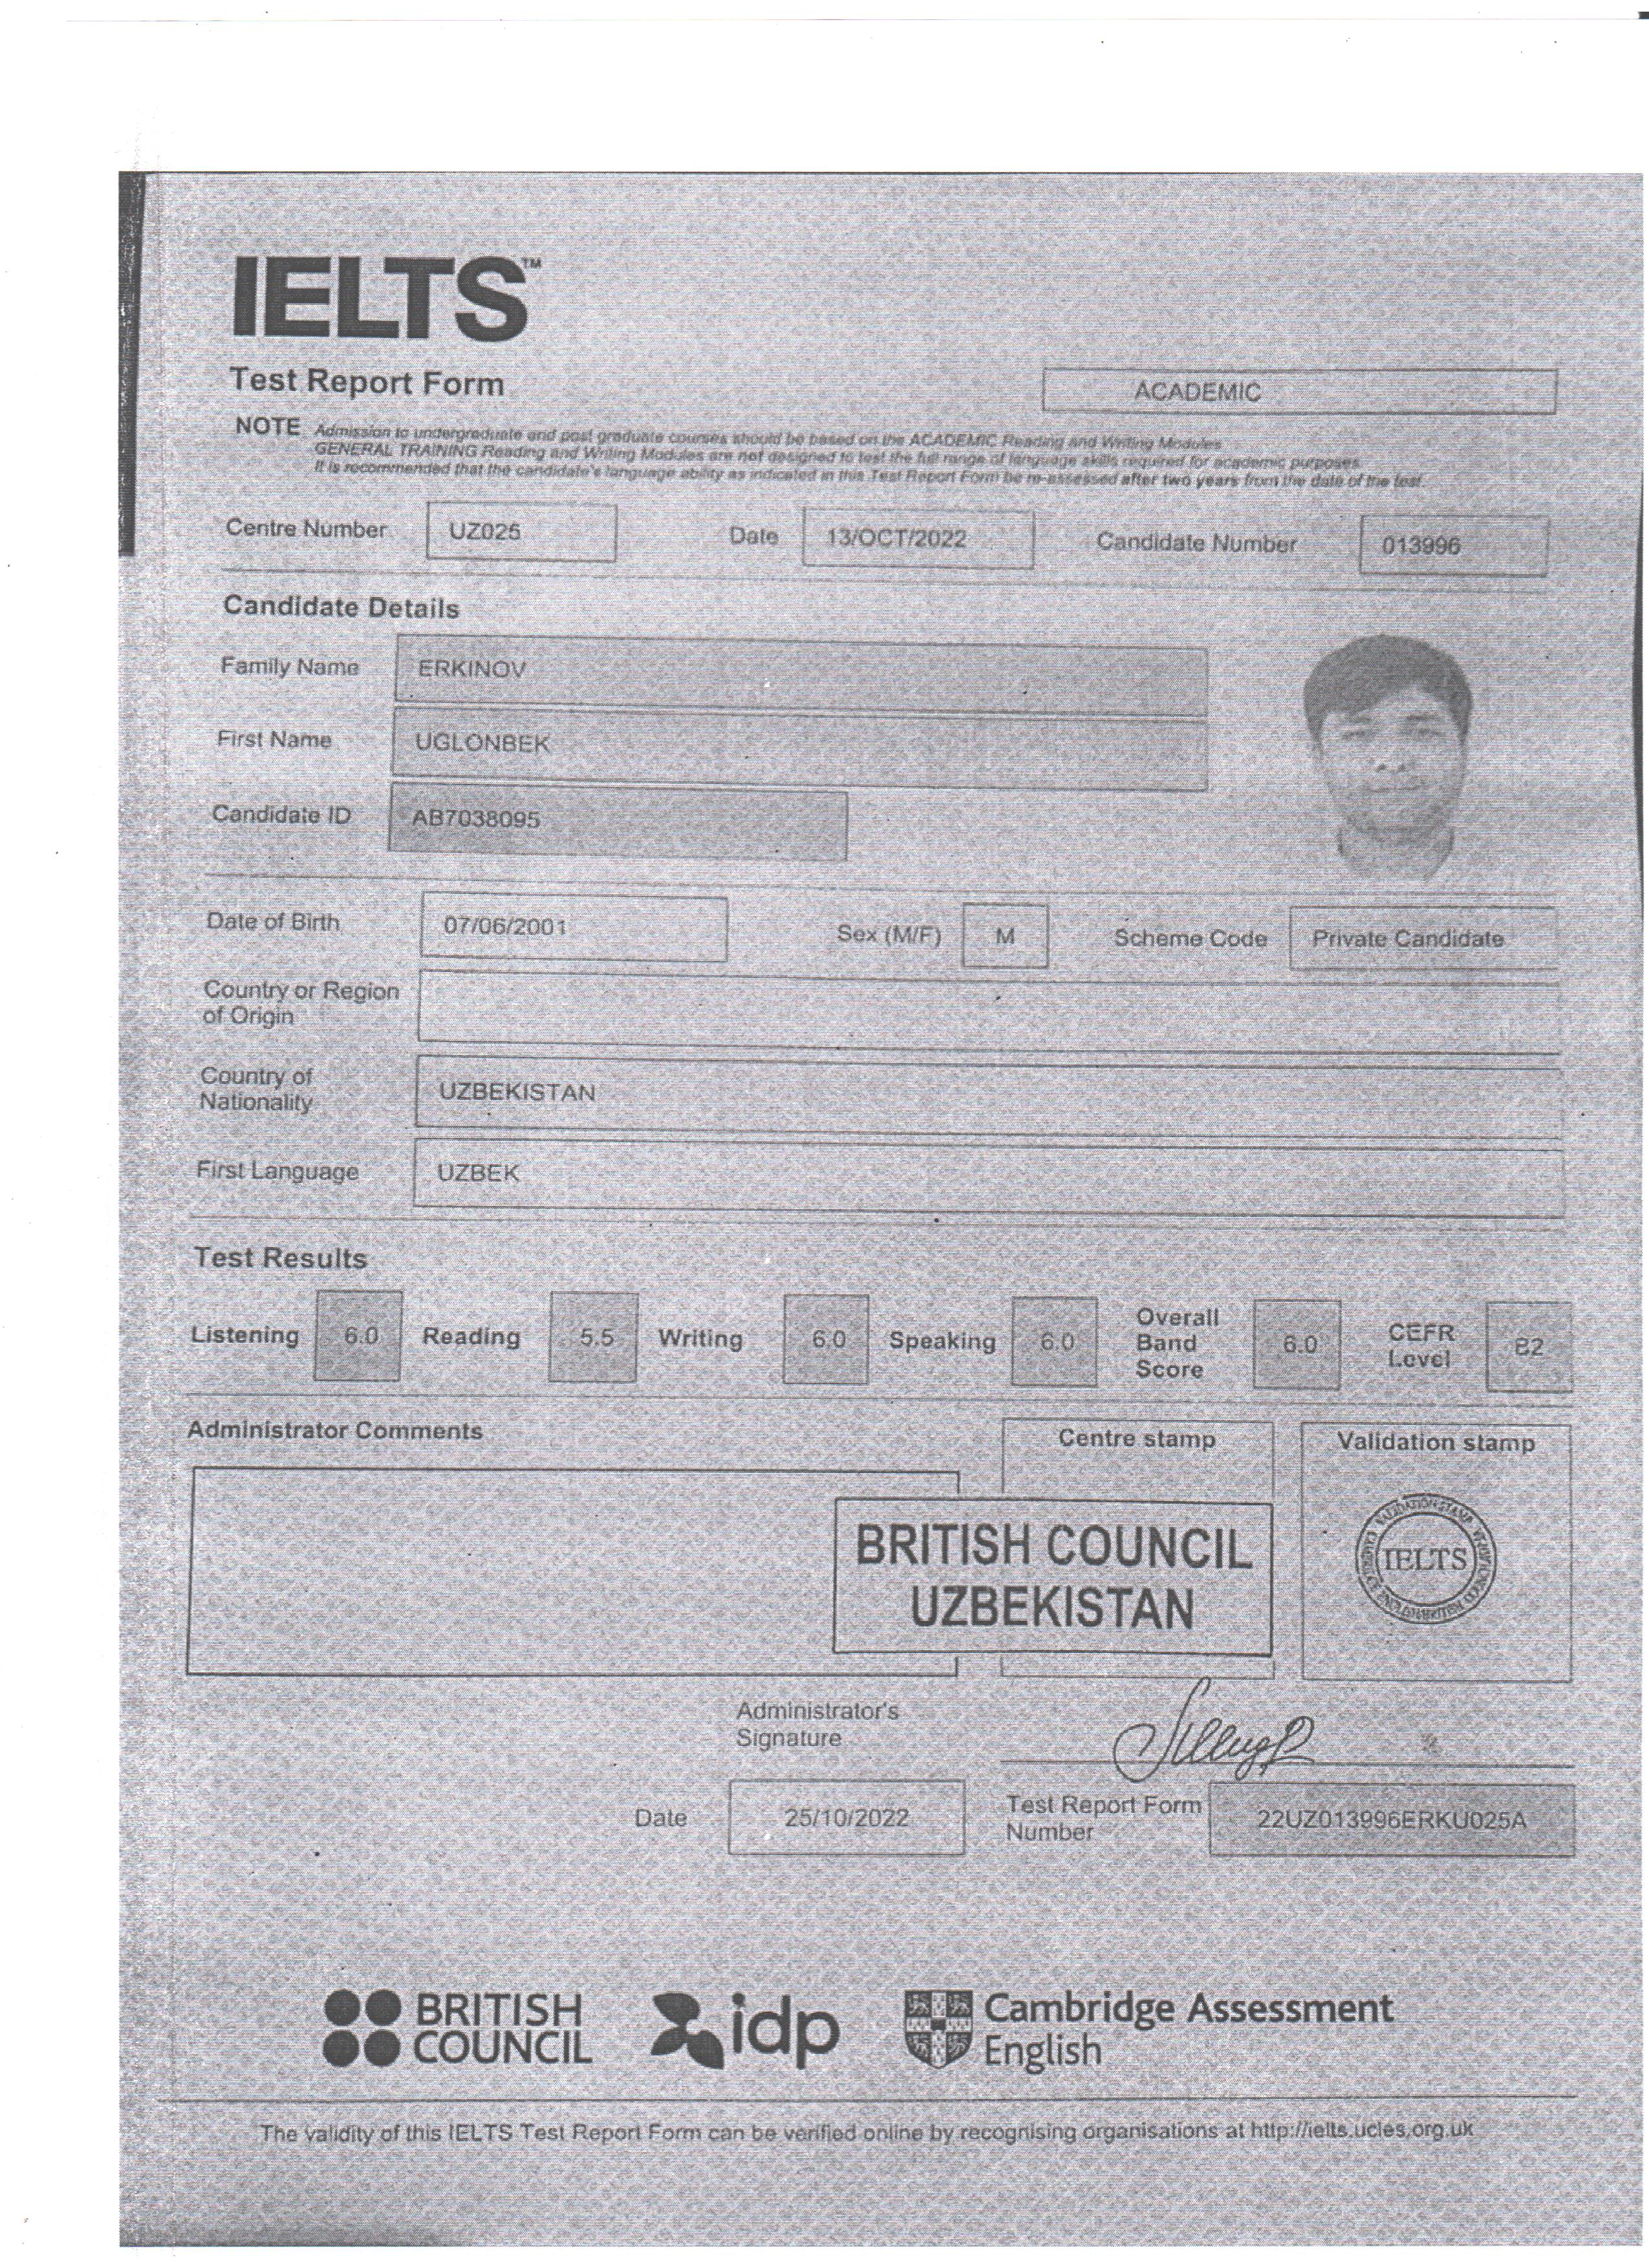 IELTS™
Test Report Form
ACADEMIC
NOTE Admission to undergraduate and post graduate courses should be based on the ACADEMIC Reading and Writing Modules.
GENERAL TRAINING Reading and Writing Modules are not designed to test the full range of language skills required for academic purposes.
It is recommended that the candidate's language ability as indicated in this Test Report Form be re-assessed after two years from the date of the test.
Centre Number UZ025 Date 13/OCT/2022 Candidate Number 013996
Candidate Details
Family Name ERKINOV
First Name UGLONBEK
Candidate ID AB7038095
Date of Birth 07/06/2001 Sex (M/F) M Scheme Code Private Candidate
Country or Region
of Origin
Country of
Nationality UZBEKISTAN
First Language UZBEK
Test Results
Listening 6.0 Reading 5.5 Writing 6.0 Speaking 6.0 Overall Band Score 6.0 CEFR Level B2
Administrator Comments
Centre stamp
Validation stamp
BRITISH COUNCIL
UZBEKISTAN
VALIDATION STAMP
IELTS
Administrator's
Signature
Date 25/10/2022
Test Report Form
Number 22UZ013996ERKU025A
BRITISH
COUNCIL
idp
Cambridge Assessment
English
The validity of this IELTS Test Report Form can be verified online by recognising organisations at http://ielts.ucles.org.uk